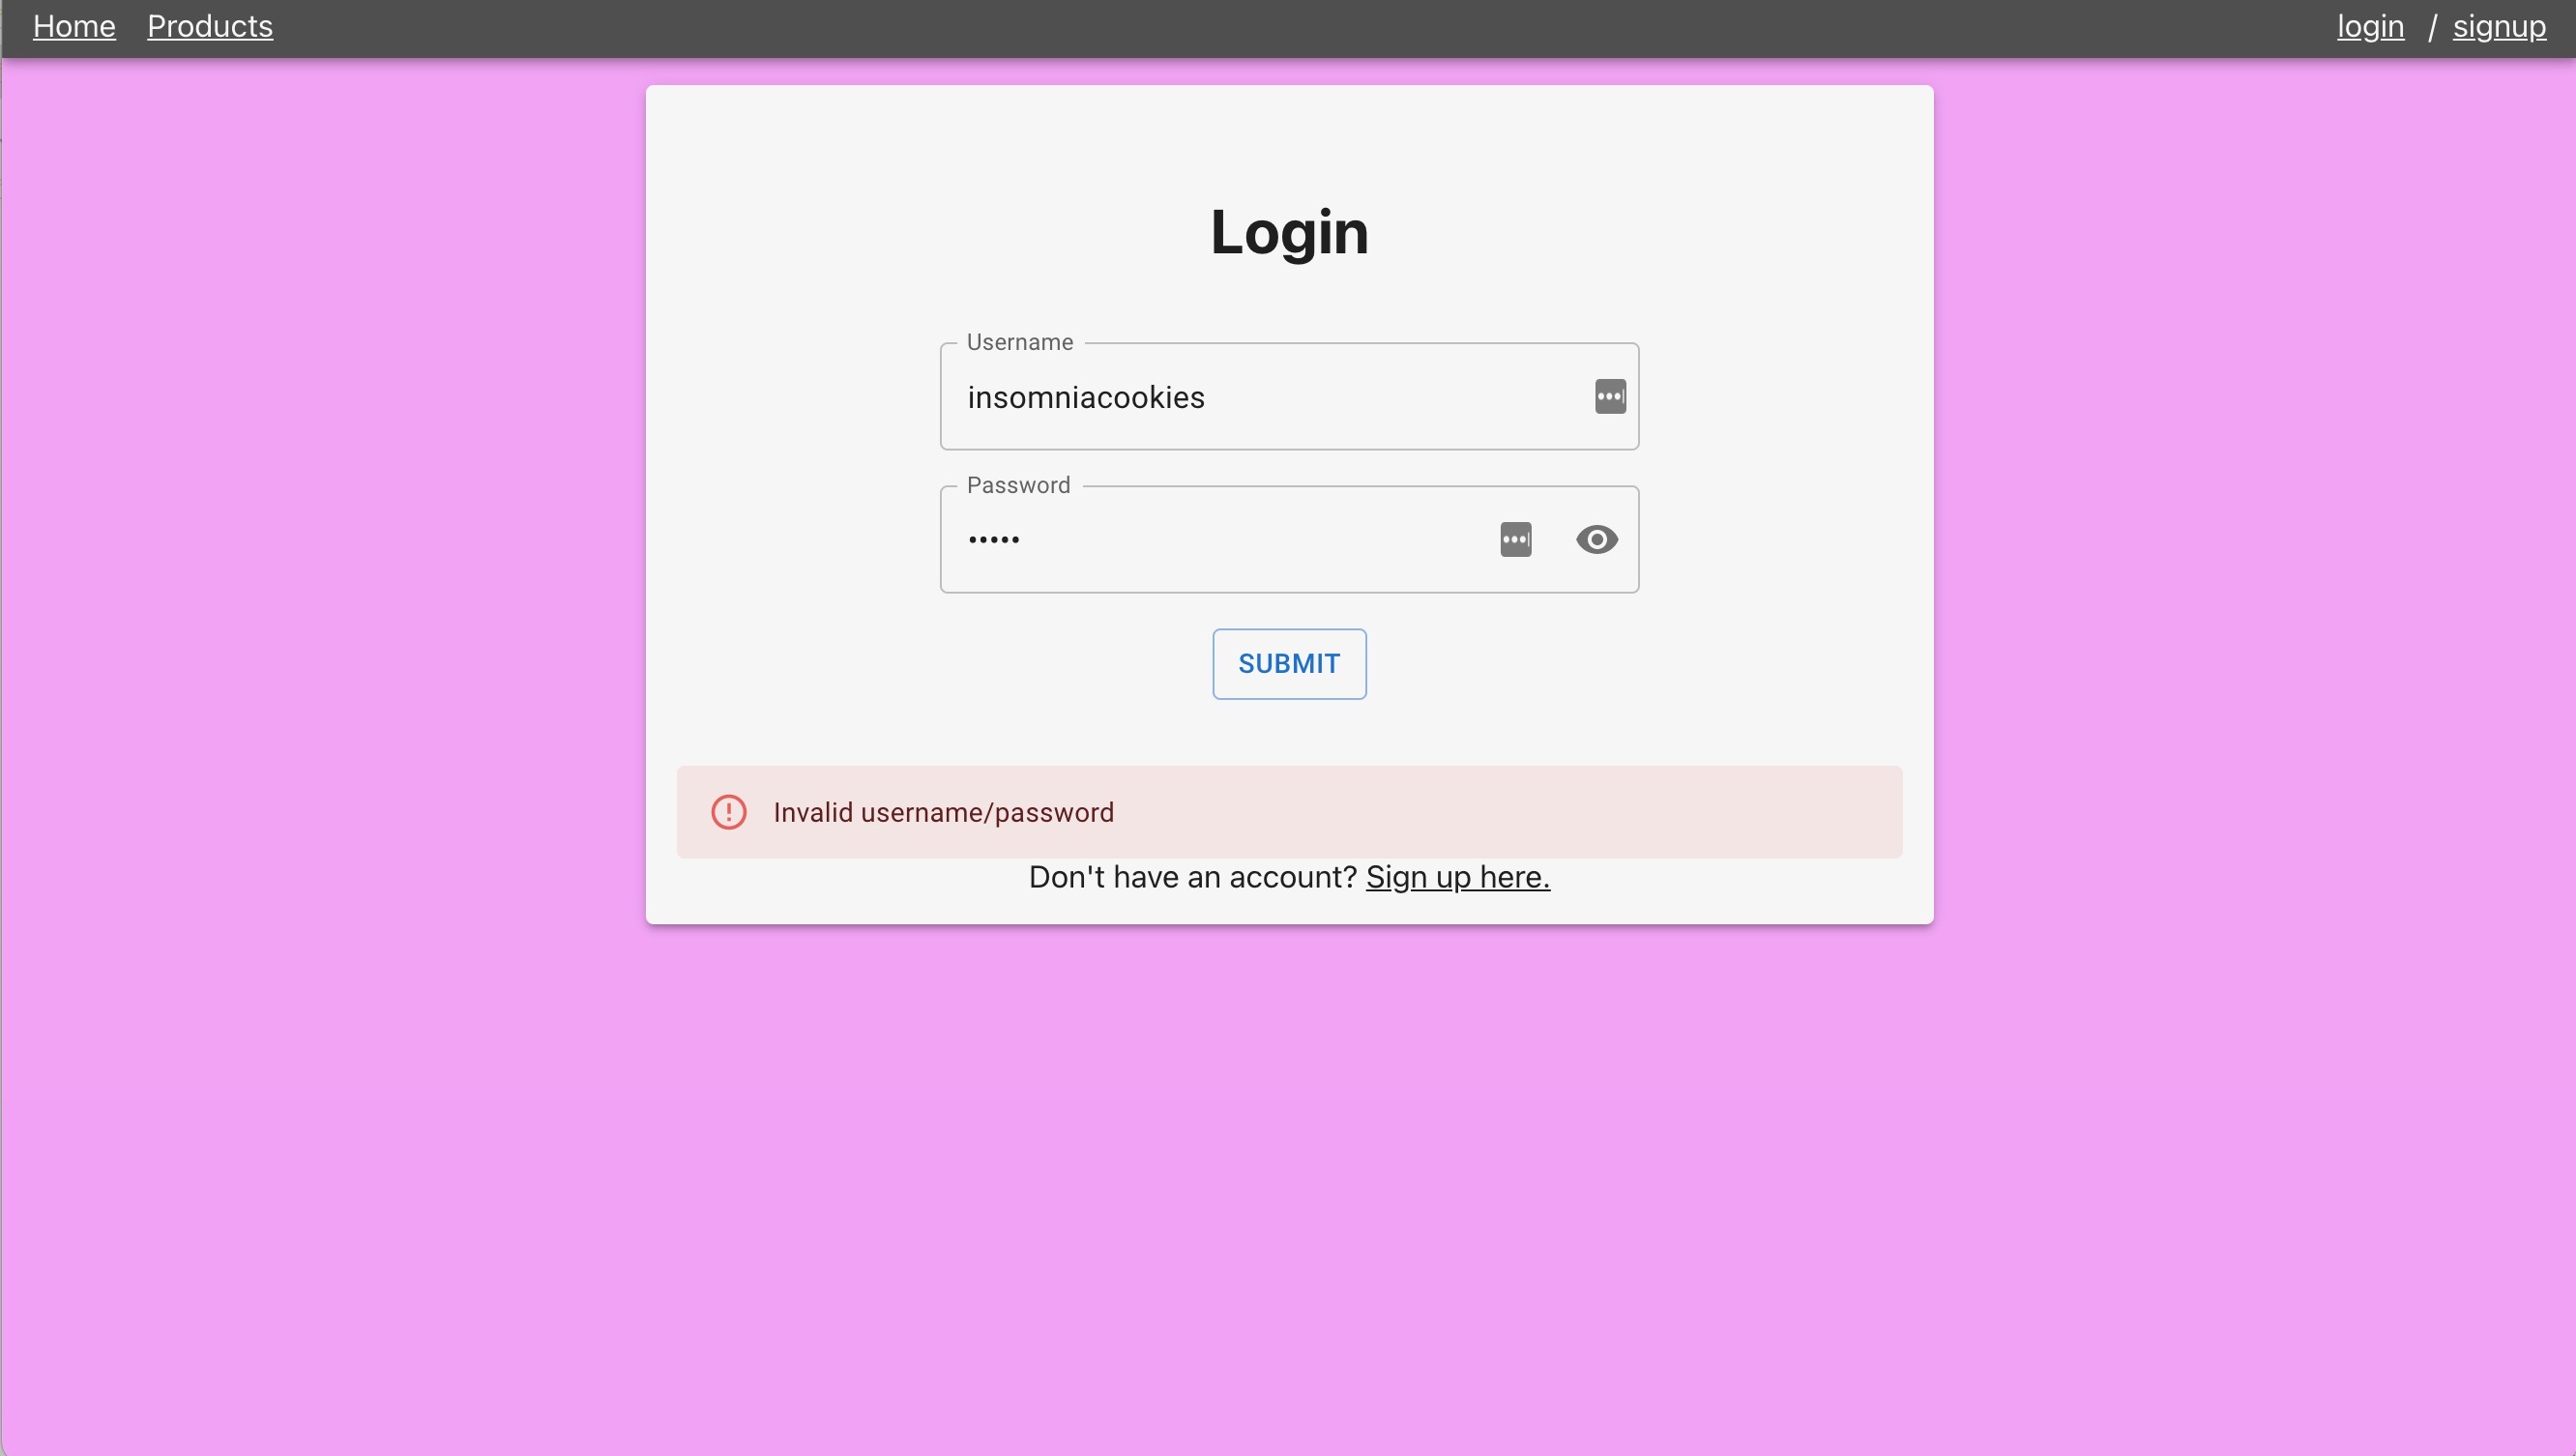 Home Products login / signup
Login
Username
insomniacookies
Password
•••••
SUBMIT
Invalid username/password
Don't have an account? Sign up here.